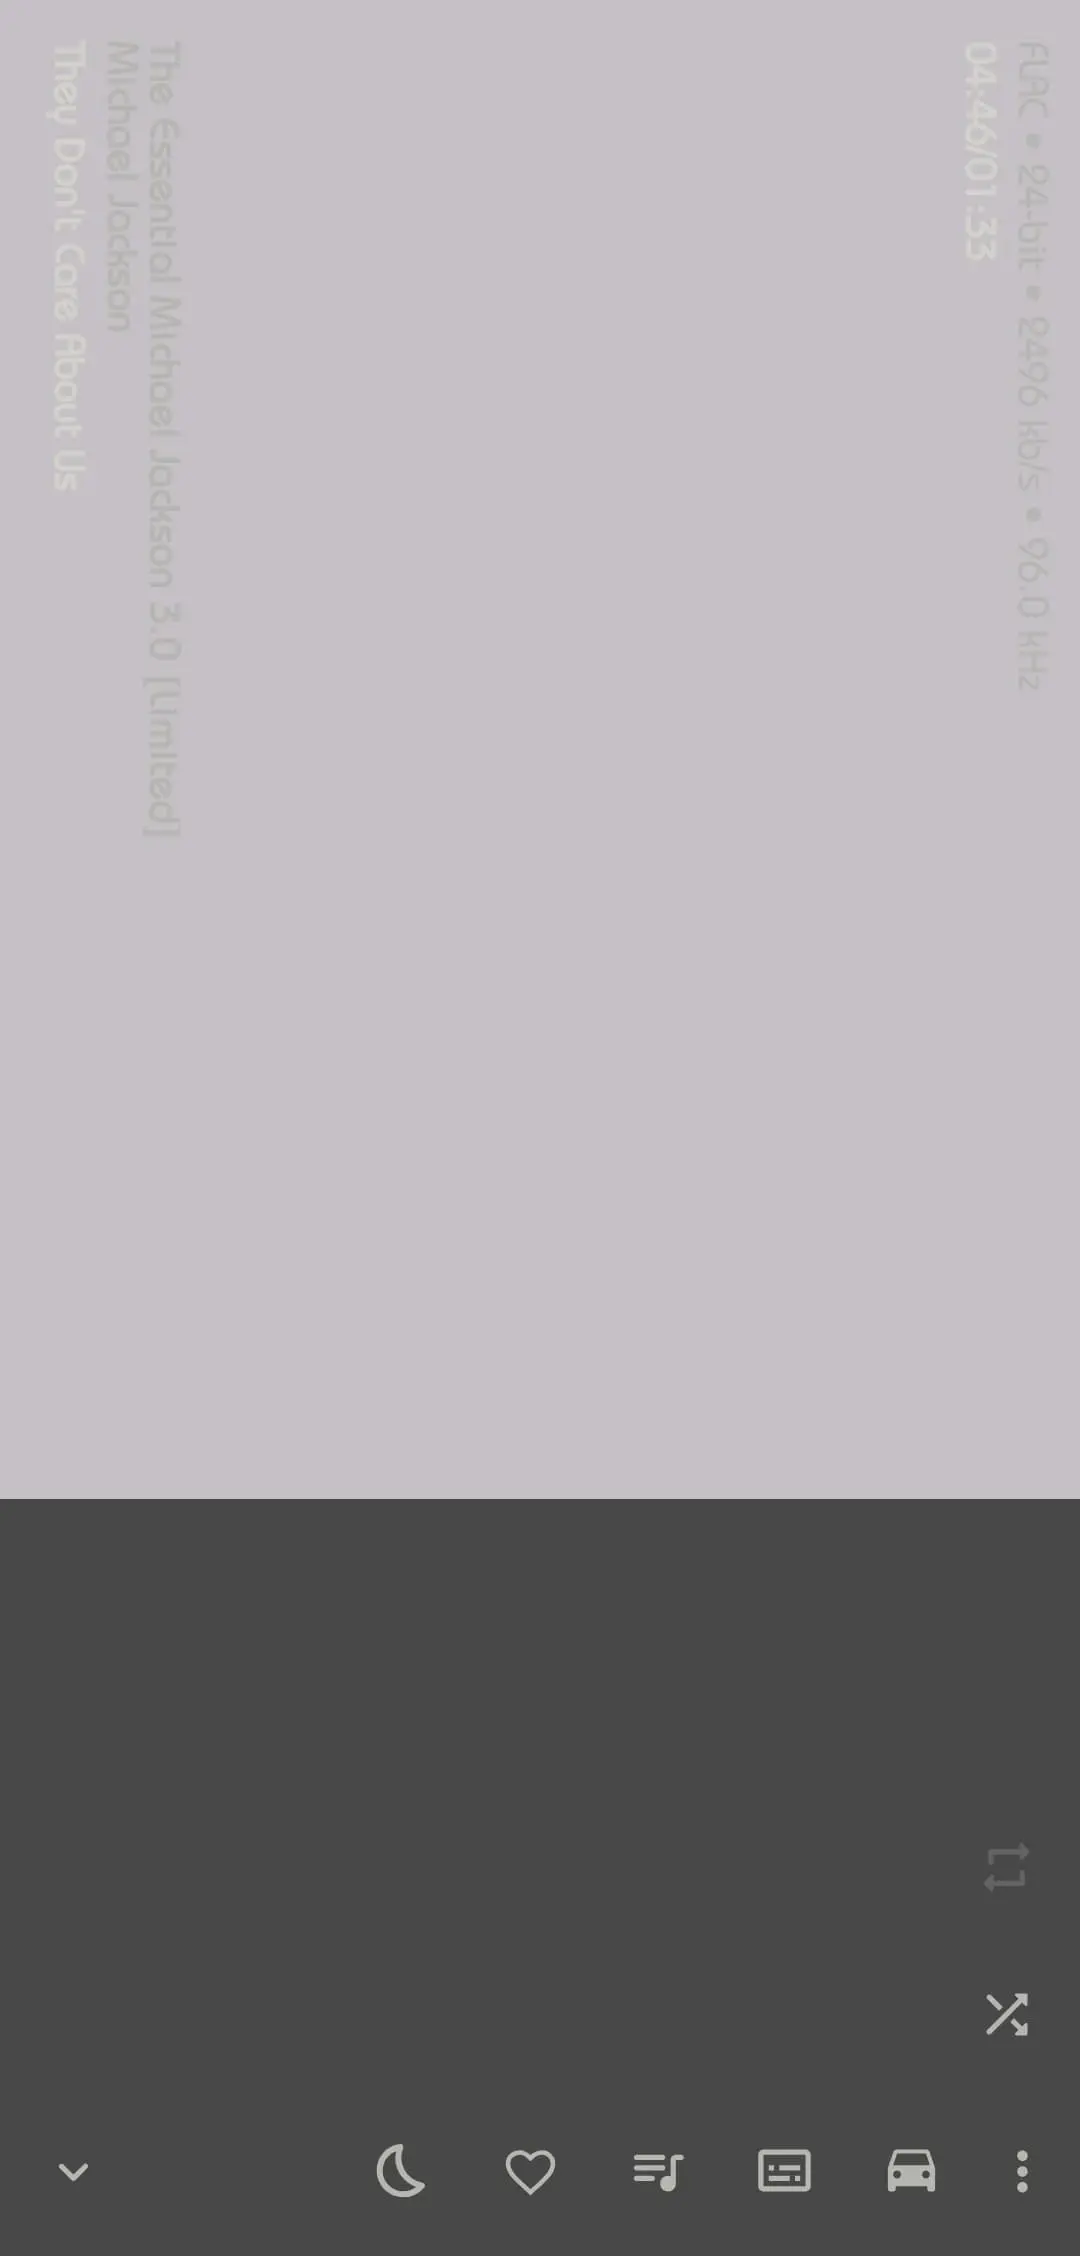 FLAC • 24-bit • 2496 kb/s • 96.0 kHz
04:46/01:33
The Essential Michael Jackson 3.0 [Limited]
Michael Jackson
They Don't Care About Us